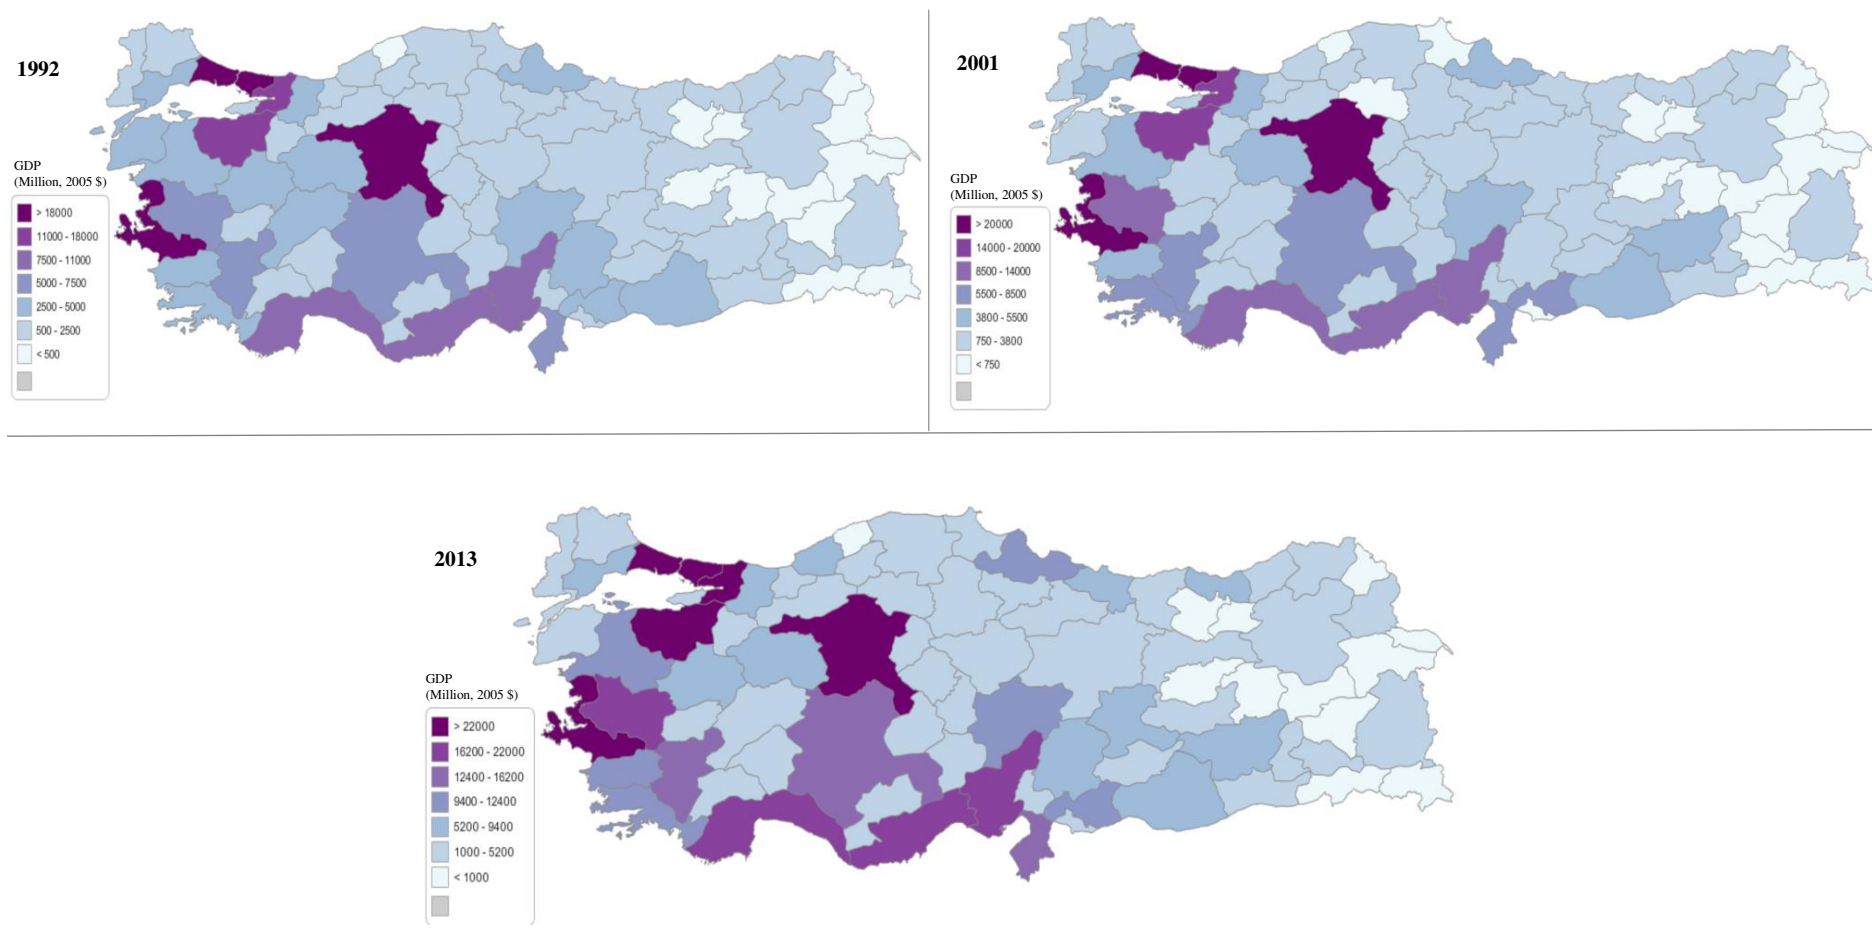 1992
GDP
(Million, 2005 $)
> 18000
11000 - 18000
7500 - 11000
5000 - 7500
2500 - 5000
500 - 2500
< 500
2001
GDP
(Million, 2005 $)
> 20000
14000 - 20000
8500 - 14000
5500 - 8500
3800 - 5500
750 - 3800
< 750
2013
GDP
(Million, 2005 $)
> 22000
16200 - 22000
12400 - 16200
9400 - 12400
5200 - 9400
1000 - 5200
< 1000